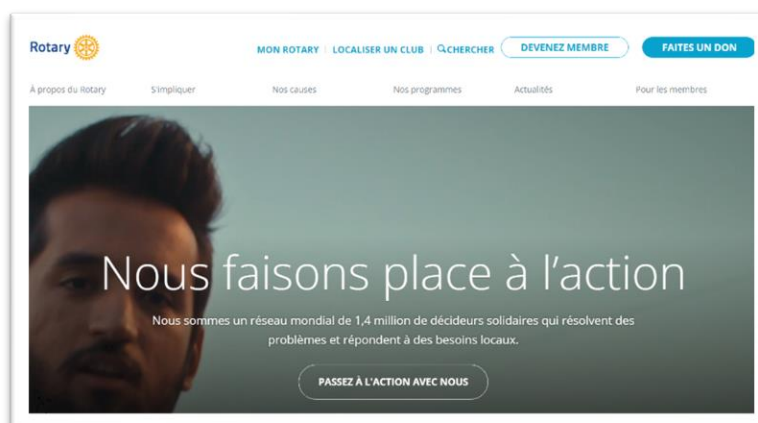 Rotary
MON ROTARY | LOCALISER UN CLUB | CHERCHER DEVENEZ MEMBRE FAITES UN DON
À propos du Rotary S'impliquer Nos causes Nos programmes Actualités Pour les membres
Nous faisons place à l'action
Nous sommes un réseau mondial de 1,4 million de décideurs solidaires qui résolvent des
problèmes et répondent à des besoins locaux.
PASSEZ À L'ACTION AVEC NOUS